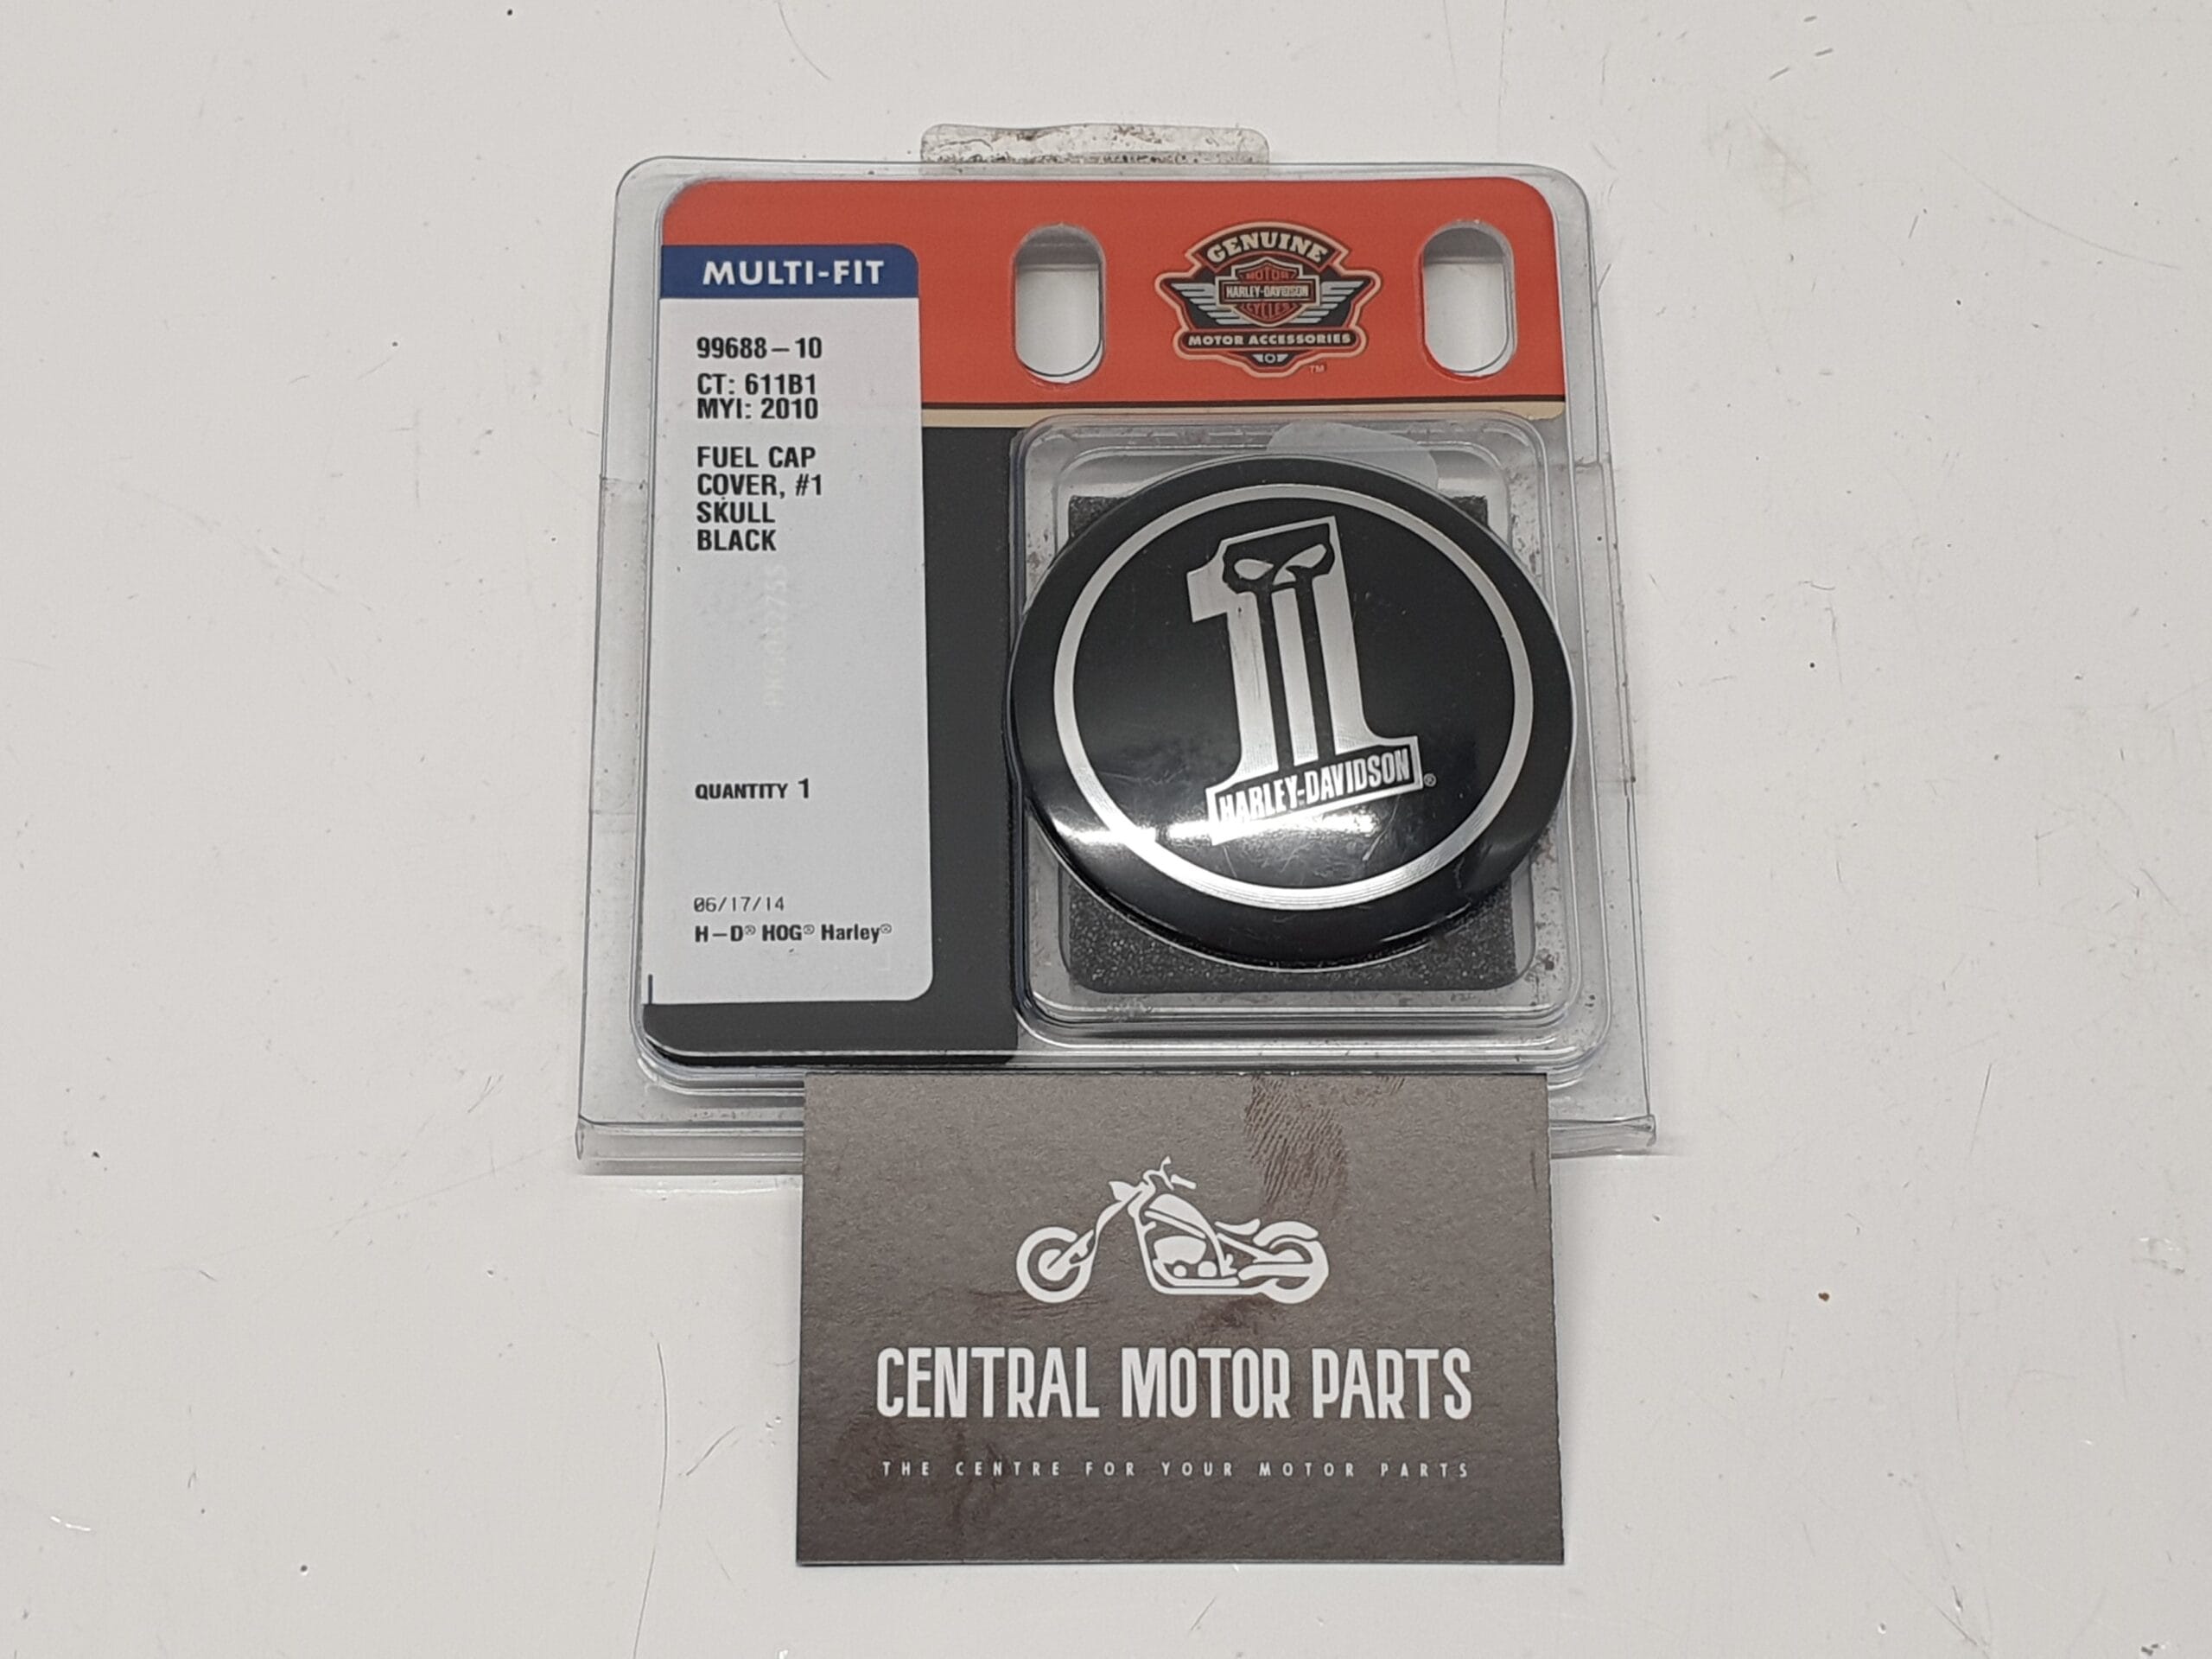 MULTI-FIT
99688-10
CT: 611B1
MYI: 2010
FUEL CAP
COVER, #1
SKULL
BLACK
QUANTITY 1
06/17/14
H-D® HOG® Harley®
GENUINE
MOTOR
HARLEY-DAVIDSON
CYCLES
MOTOR ACCESSORIES
TM
1
HARLEY-DAVIDSON®
CENTRAL MOTOR PARTS
THE CENTRE FOR YOUR MOTOR PARTS